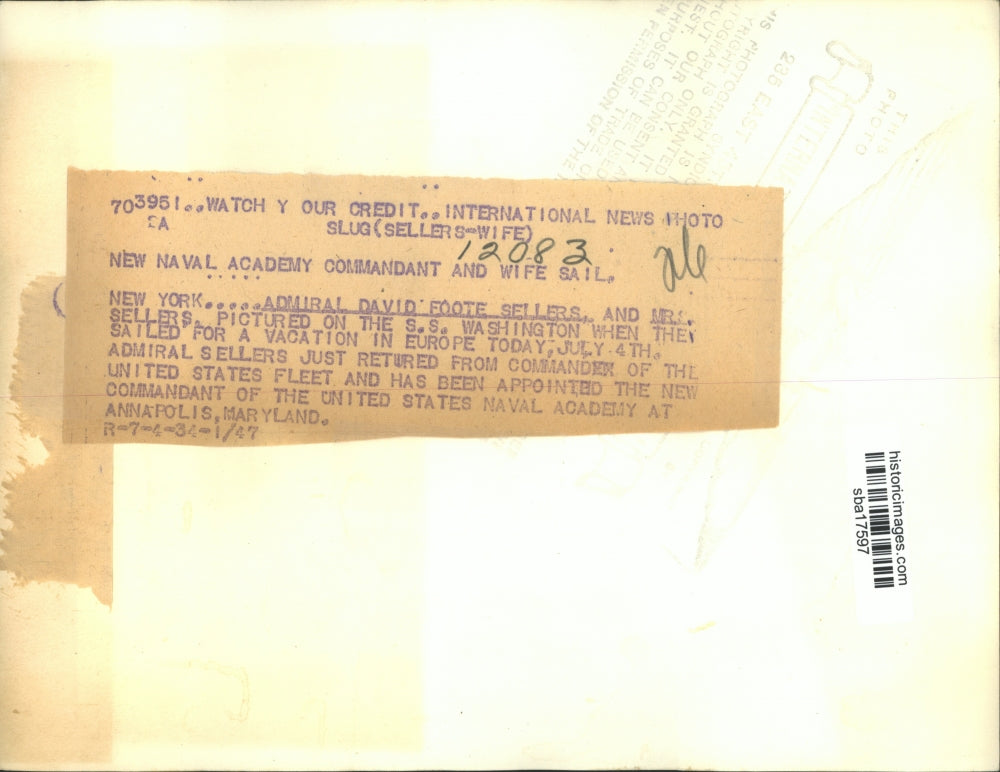 703951..WATCH Y OUR CREDIT..INTERNATIONAL NEWS PHOTO
SLUG(SELLERS-WIFE)
12083
NEW NAVAL ACADEMY COMMANDANT AND WIFE SAIL.
NEW YORK.....ADMIRAL DAVID FOOTE SELLERS, AND MRS.
SELLERS, PICTURED ON THE S.S. WASHINGTON WHEN THEY
SAILED FOR A VACATION IN EUROPE TODAY, JULY 4TH.
ADMIRAL SELLERS JUST RETURED FROM COMMANDER OF THE
UNITED STATES FLEET AND HAS BEEN APPOINTED THE NEW
COMMANDANT OF THE UNITED STATES NAVAL ACADEMY AT
ANNAPOLIS, MARYLAND.
R-7-4-34-1/47
THIS
PHOTO
236 EAST
historicimages.com
sba17597